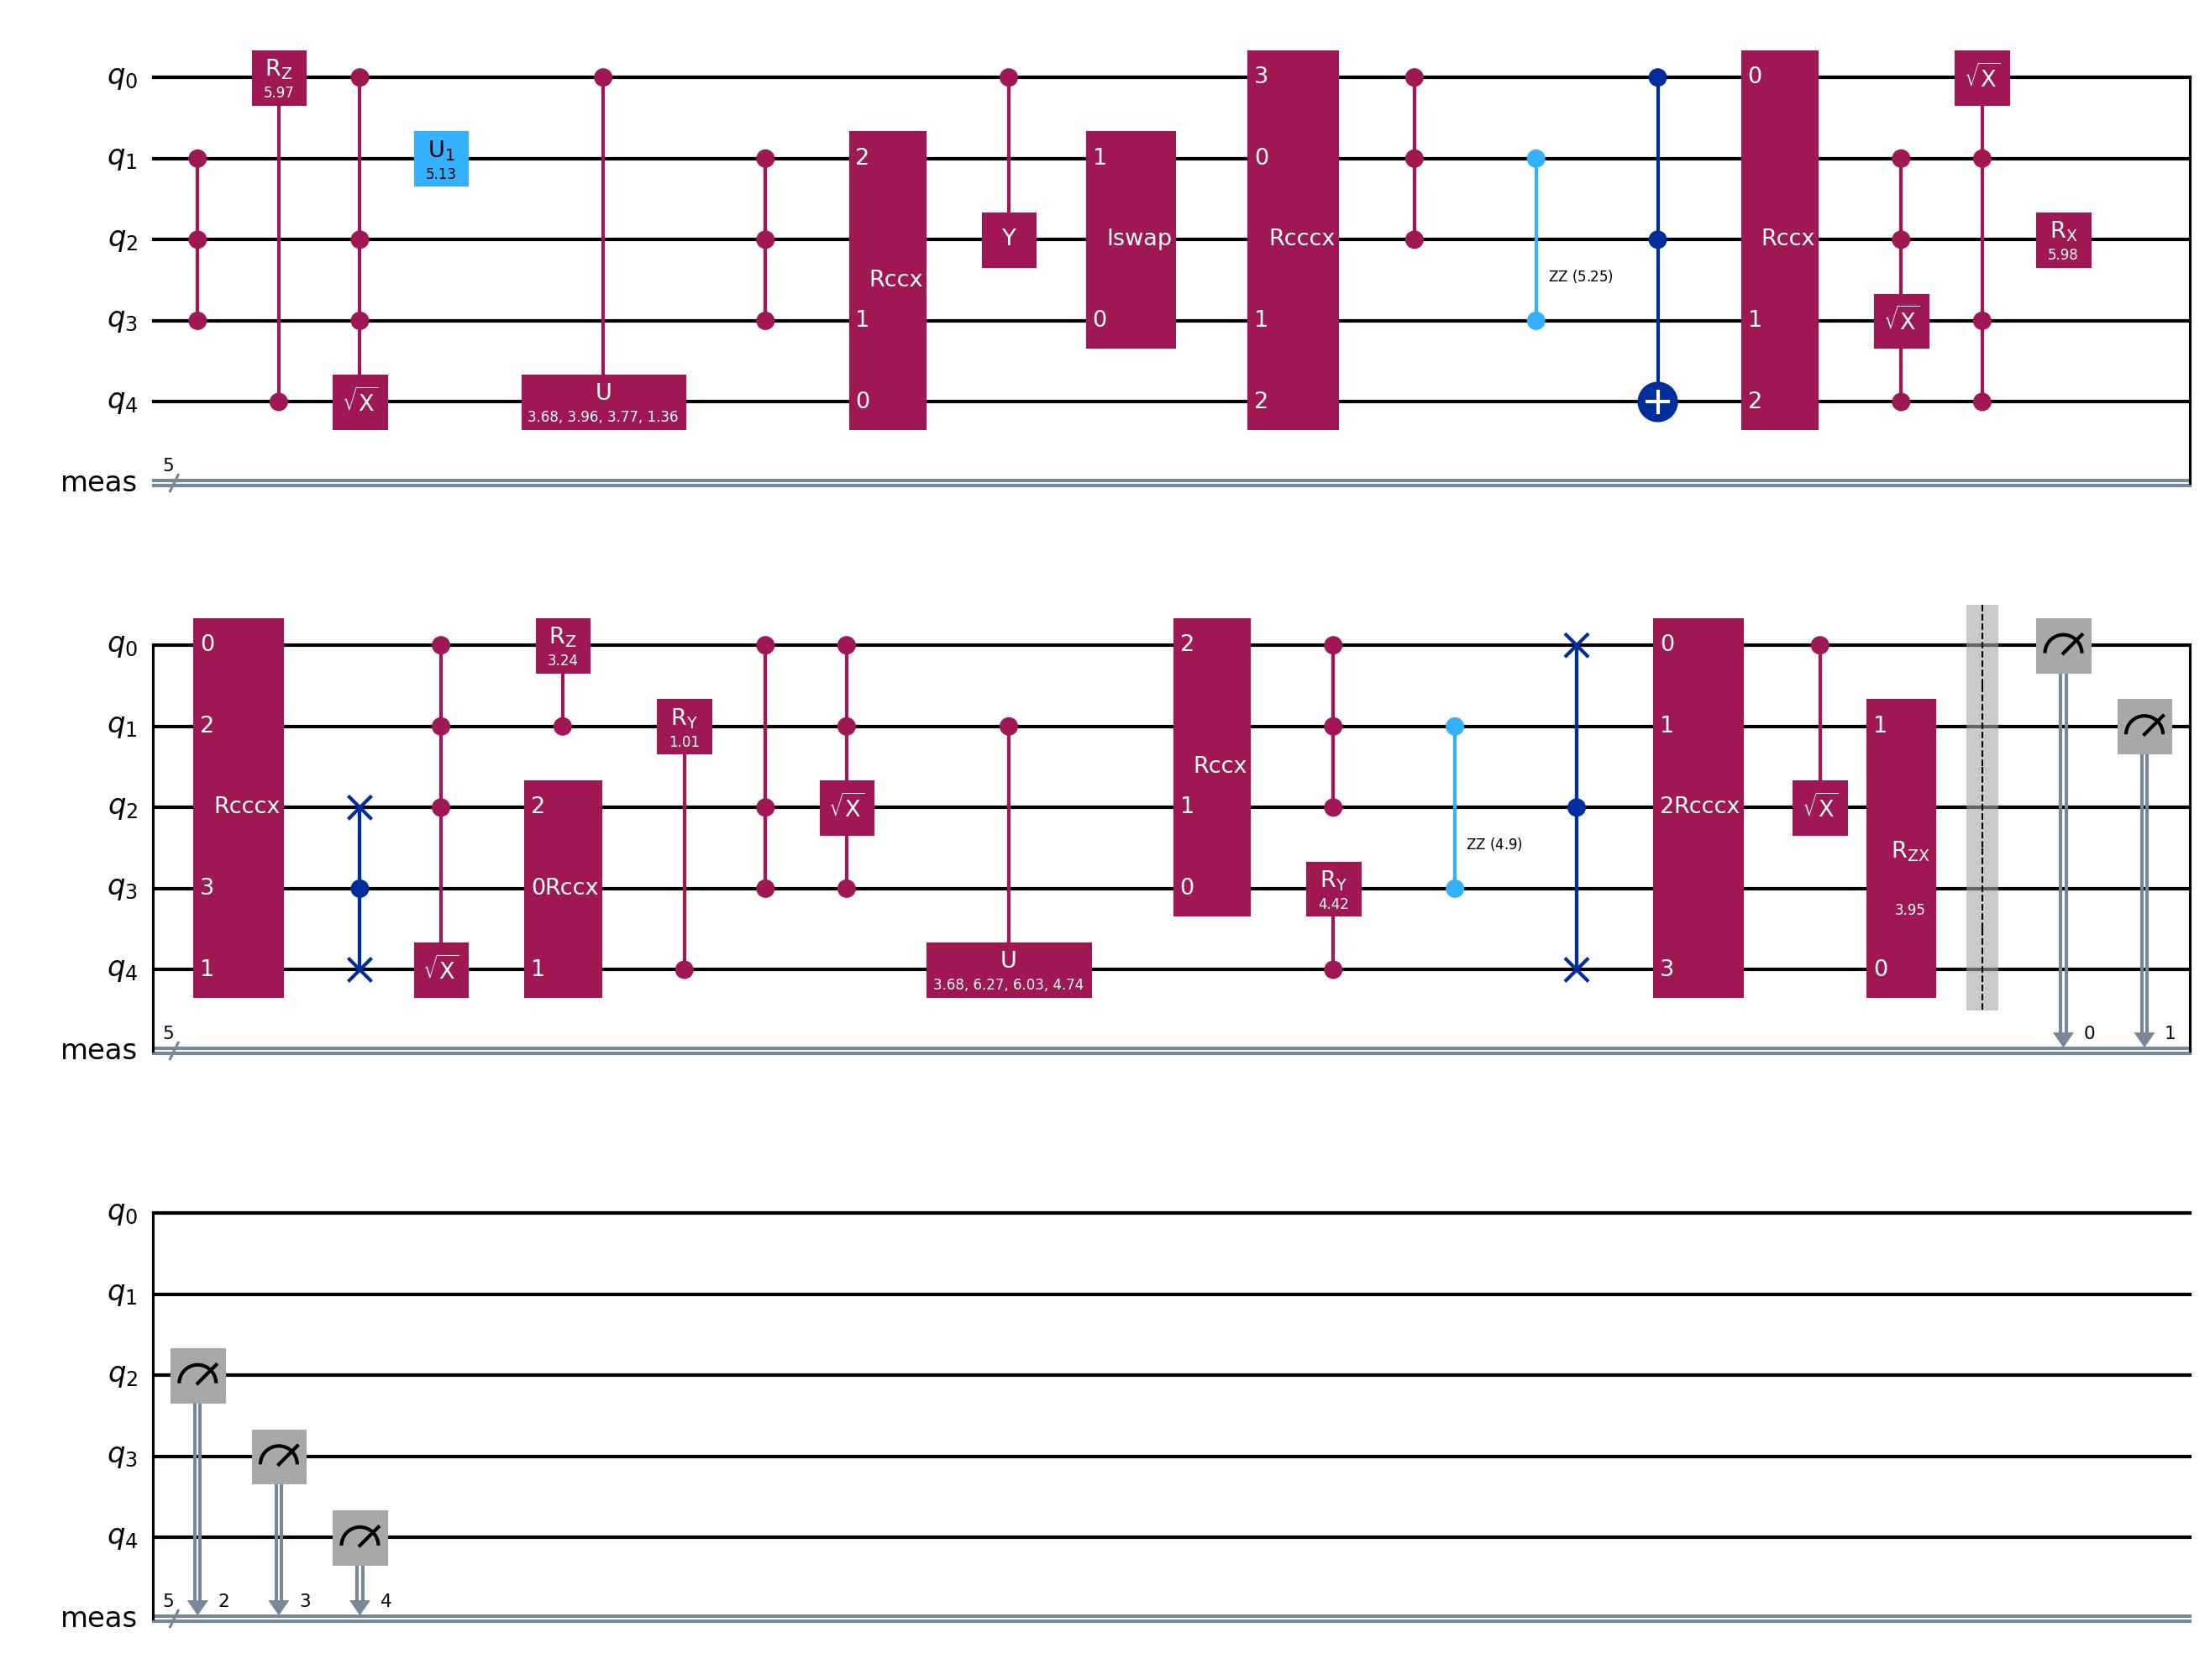 q0 RZ 5.97 3 0 √X
q1 U1 5.13 2 1 0
q2 Y Iswap Rcccx Rccx RX 5.98
Rccx ZZ (5.25)
q3 1 0 1 1 √X
q4 √X U 3.68, 3.96, 3.77, 1.36 0 2 2
5
meas
q0 0 RZ 3.24 2 0
q1 2 RY 1.01 1 1
Rccx
q2 Rcccx 2 √X 1 2Rcccx √X
ZZ (4.9) RZX
q3 3 0Rccx 0 RY 4.42 3.95
q4 1 √X 1 U 3.68, 6.27, 6.03, 4.74 3 0
5 0 1
meas
q0
q1
q2
q3
q4
5 2 3 4
meas